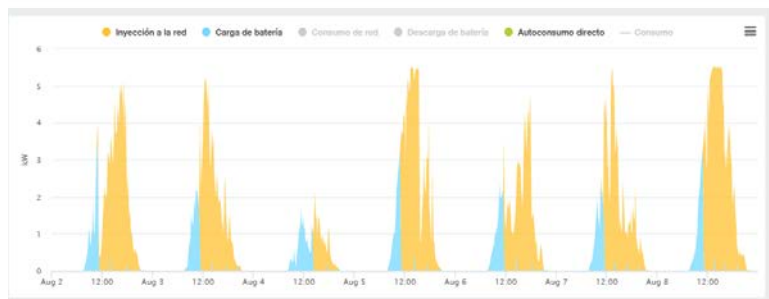 Inyección a la red Carga de batería Consumo de red Descarga de batería Autoconsumo directo Consumo
6
5
4
3
2
1
0
kW
Aug 2 12:00 Aug 3 12:00 Aug 4 12:00 Aug 5 12:00 Aug 6 12:00 Aug 7 12:00 Aug 8 12:00